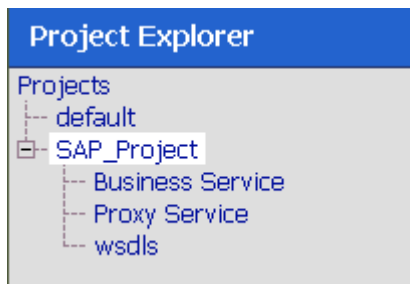 Project Explorer
Projects
default
SAP_Project
Business Service
Proxy Service
wsdls